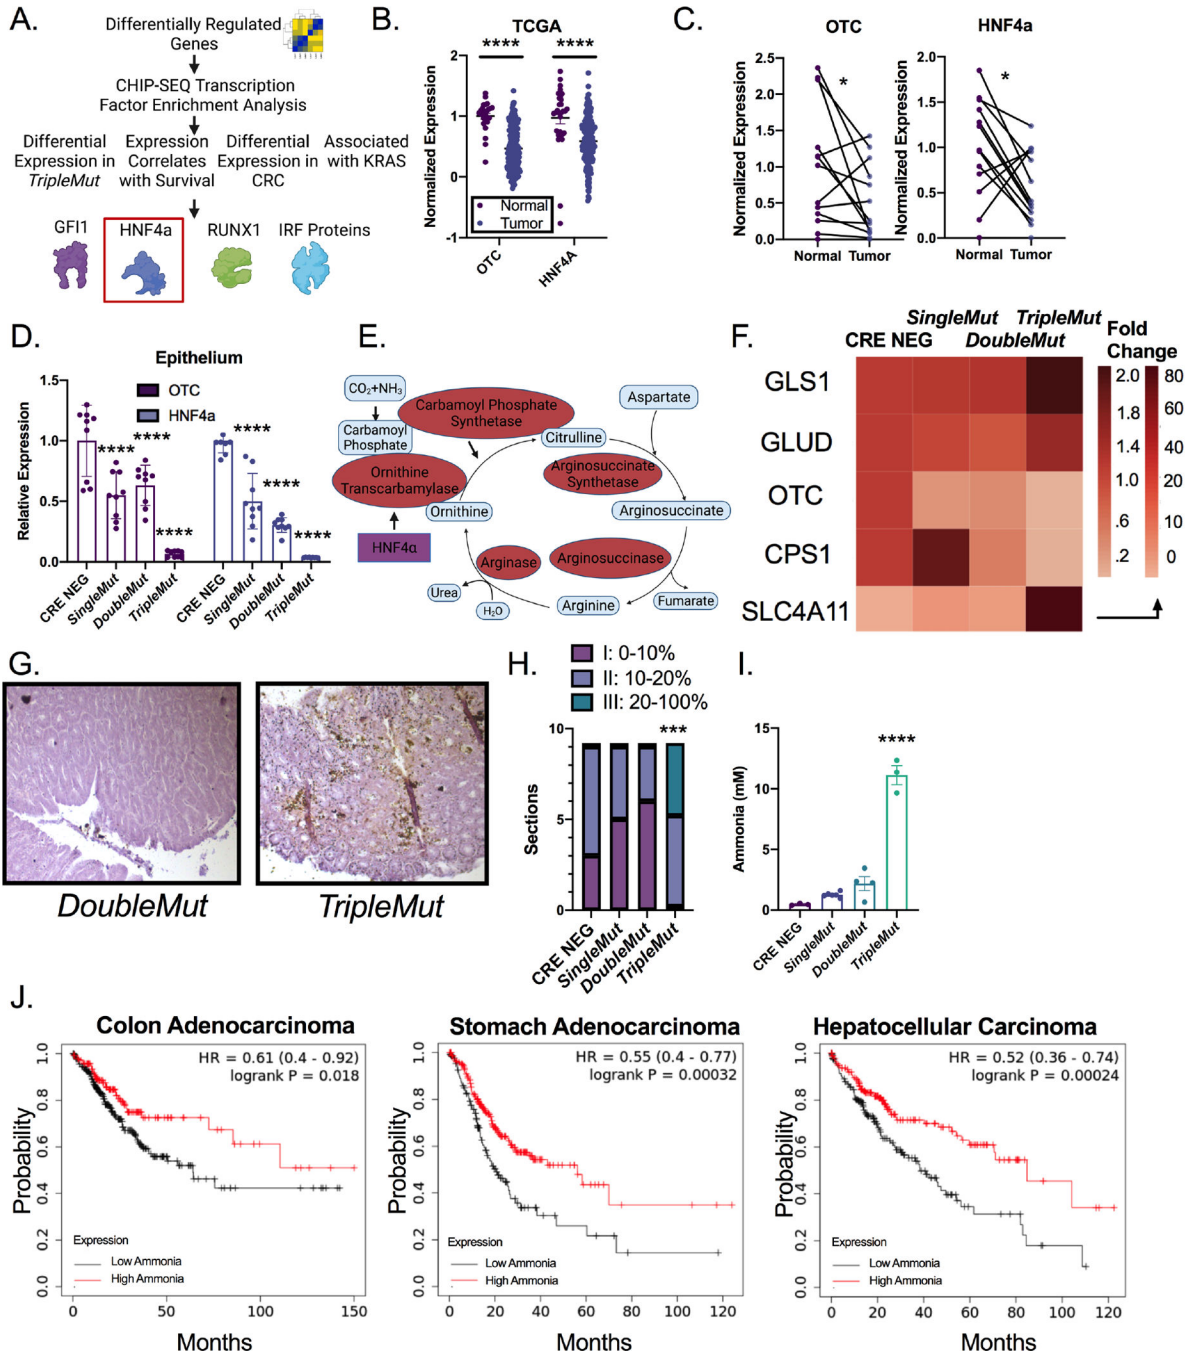 A.
Differentially Regulated
Genes
CHIP-SEQ Transcription
Factor Enrichment Analysis
Differential
Expression in
TripleMut
Expression
Correlates
with Survival
Differential
Expression in
CRC
Associated
with KRAS
GFI1
HNF4a
RUNX1
IRF Proteins
B.
TCGA
****
****
Normalized Expression
2
1
0
-1
Normal
Tumor
OTC
HNF4A
C.
OTC
*
Normalized Expression
2.5
2.0
1.5
1.0
0.5
0.0
Normal
Tumor
HNF4a
*
Normalized Expression
2.0
1.5
1.0
0.5
0.0
Normal
Tumor
D.
Epithelium
OTC
HNF4a
Relative Expression
1.5
1.0
0.5
0.0
****
****
****
****
****
****
CRE NEG
SingleMut
DoubleMut
TripleMut
CRE NEG
SingleMut
DoubleMut
TripleMut
E.
CO2+NH3
Carbamoyl
Phosphate
Carbamoyl Phosphate
Synthetase
Citrulline
Aspartate
Ornithine
Transcarbamylase
Arginosuccinate
Synthetase
Ornithine
Arginosuccinate
HNF4α
Arginase
Arginosuccinase
Urea
H2O
Arginine
Fumarate
F.
SingleMut
TripleMut
CRE NEG
DoubleMut
Fold
Change
GLS1
GLUD
OTC
CPS1
SLC4A11
2.0
1.8
1.0
.6
.2
80
60
40
20
10
0
G.
DoubleMut
TripleMut
H.
I: 0-10%
II: 10-20%
III: 20-100%
***
Sections
10
5
0
CRE NEG
SingleMut
DoubleMut
TripleMut
I.
****
Ammonia (mM)
15
10
5
0
CRE NEG
SingleMut
DoubleMut
TripleMut
J.
Colon Adenocarcinoma
HR = 0.61 (0.4 - 0.92)
logrank P = 0.018
Probability
1.0
0.8
0.6
0.4
0.2
0.0
Expression
Low Ammonia
High Ammonia
0
50
100
150
Months
Stomach Adenocarcinoma
HR = 0.55 (0.4 - 0.77)
logrank P = 0.00032
Probability
1.0
0.8
0.6
0.4
0.2
0.0
Expression
Low Ammonia
High Ammonia
0
20
40
60
80
100
120
Months
Hepatocellular Carcinoma
HR = 0.52 (0.36 - 0.74)
logrank P = 0.00024
Probability
1.0
0.8
0.6
0.4
0.2
0.0
Expression
Low Ammonia
High Ammonia
0
20
40
60
80
100
120
Months